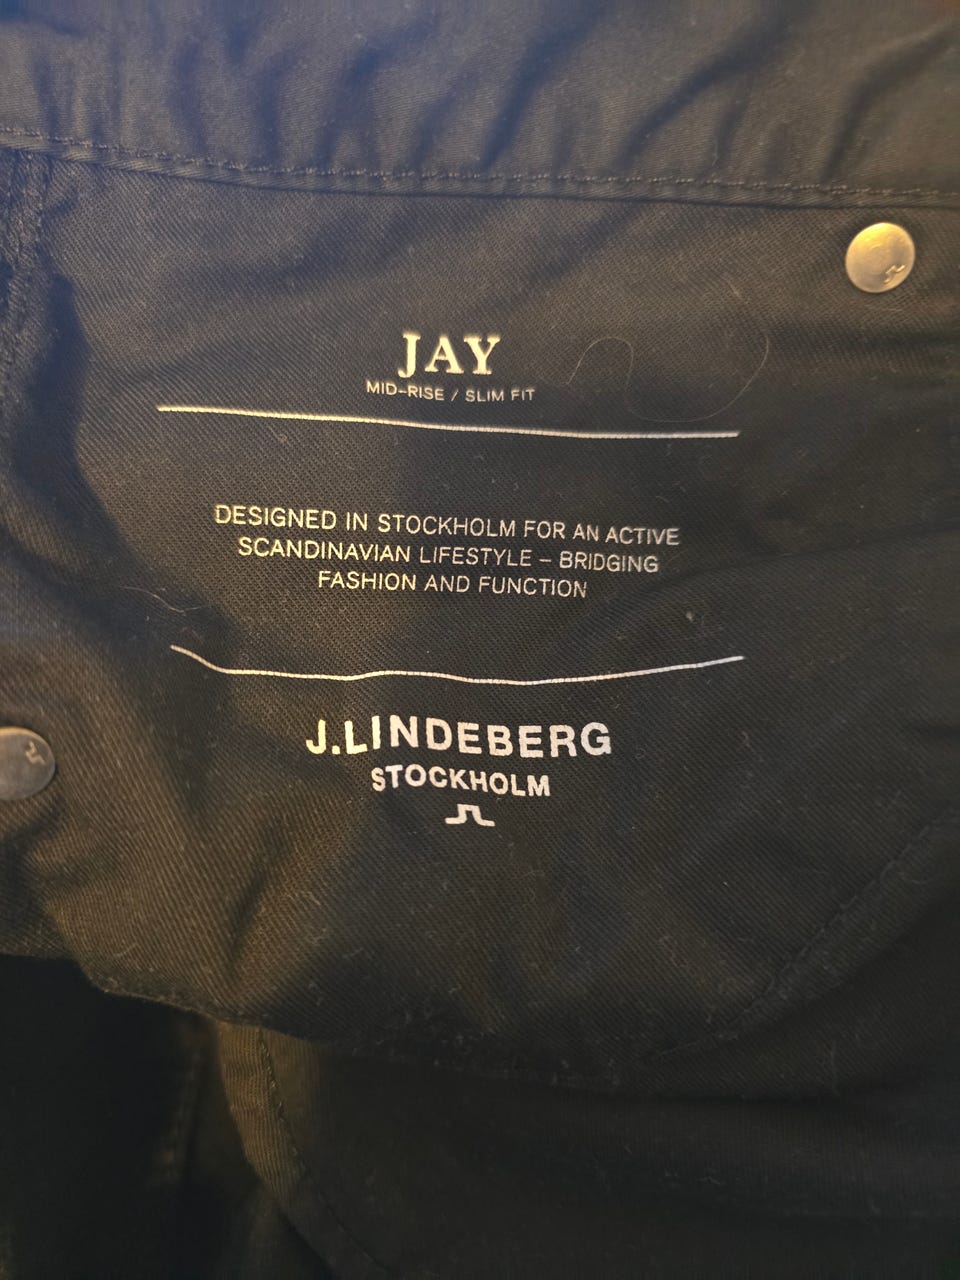 JAY
MID-RISE / SLIM FIT
DESIGNED IN STOCKHOLM FOR AN ACTIVE
SCANDINAVIAN LIFESTYLE – BRIDGING
FASHION AND FUNCTION
J.LINDEBERG
STOCKHOLM